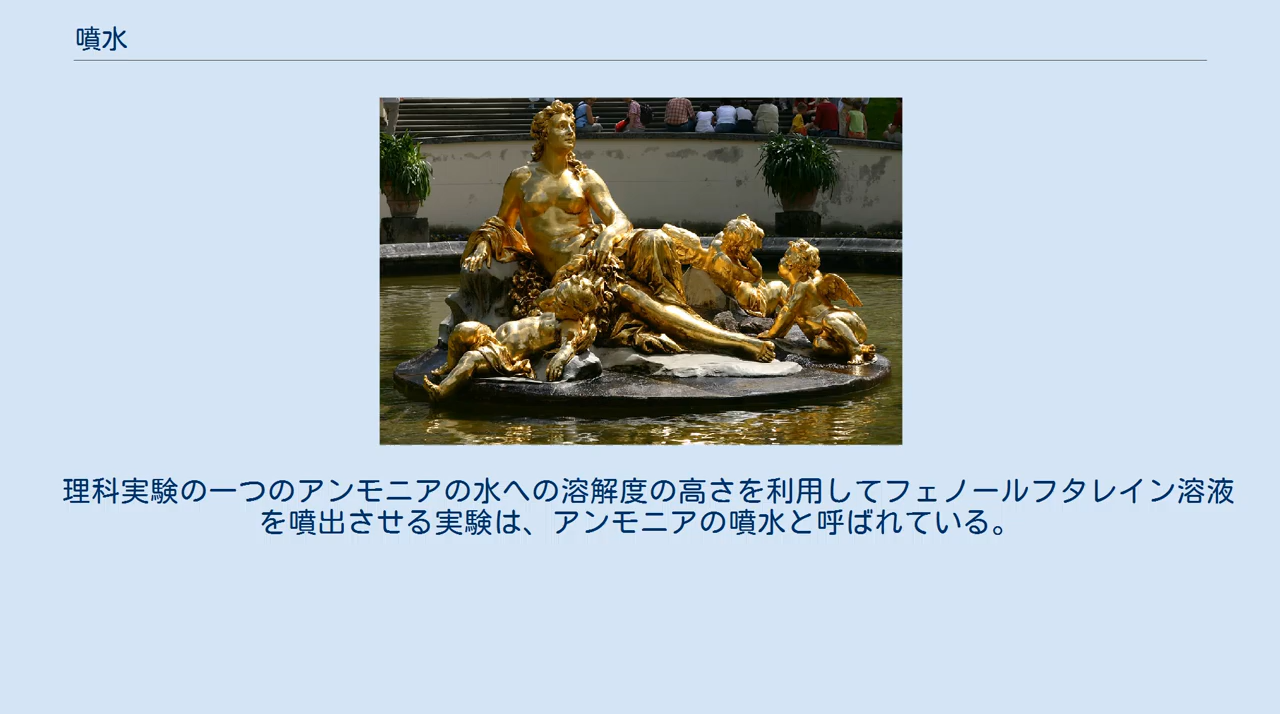 噴水
理科実験の一つのアンモニアの水への溶解度の高さを利用してフェノールフタレイン溶液
を噴出させる実験は、アンモニアの噴水と呼ばれている。